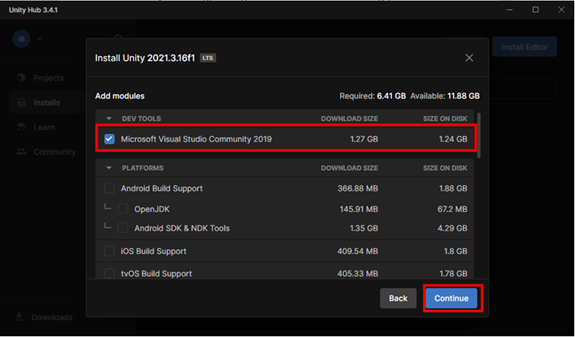 Unity Hub 3.4.1
Install Editor
Projects
Installs
Learn
Community
Downloads
Install Unity 2021.3.16f1 LTS
Add modules Required: 6.41 GB Available: 11.88 GB
DEV TOOLS DOWNLOAD SIZE SIZE ON DISK
Microsoft Visual Studio Community 2019 1.27 GB 1.24 GB
PLATFORMS DOWNLOAD SIZE SIZE ON DISK
Android Build Support 366.88 MB 1.88 GB
OpenJDK 145.91 MB 67.2 MB
Android SDK & NDK Tools 1.35 GB 4.29 GB
iOS Build Support 409.54 MB 1.8 GB
tvOS Build Support 405.33 MB 1.78 GB
Back Continue